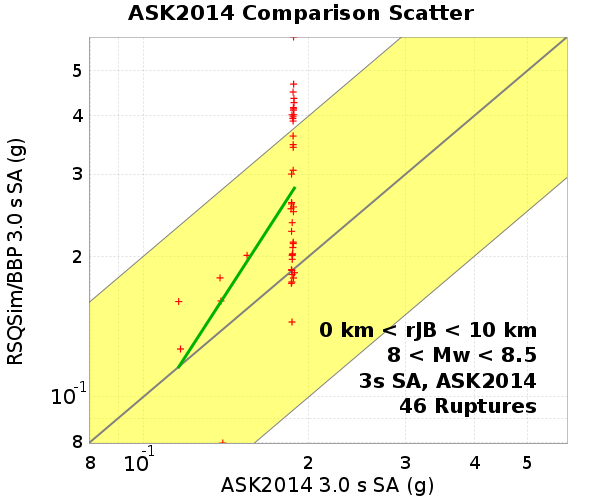 ASK2014 Comparison Scatter
RSQSim/BBP 3.0 s SA (g)
5
4
3
2
10-1
8
0 km < rJB < 10 km
8 < Mw < 8.5
3s SA, ASK2014
46 Ruptures
8 10-1 2 3 4 5
ASK2014 3.0 s SA (g)